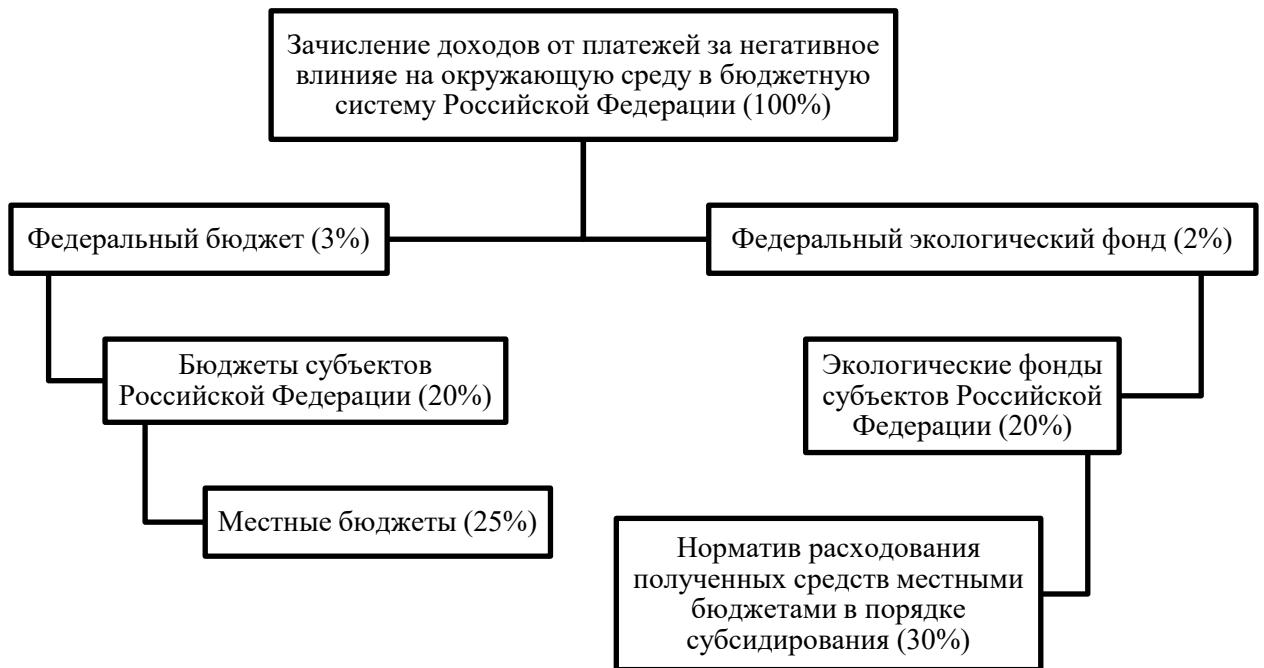 Зачисление доходов от платежей за негативное
влинияе на окружающую среду в бюджетную
систему Российской Федерации (100%)
Федеральный бюджет (3%)
Федеральный экологический фонд (2%)
Бюджеты субъектов
Российской Федерации (20%)
Экологические фонды
субъектов Российской
Федерации (20%)
Местные бюджеты (25%)
Норматив расходования
полученных средств местными
бюджетами в порядке
субсидирования (30%)